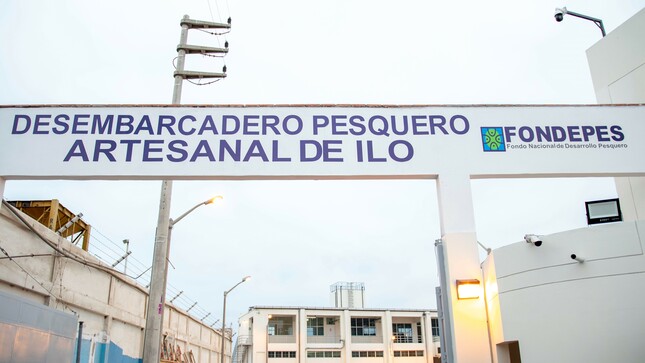 DESEMBARCADERO PESQUERO
ARTESANAL DE ILO
FONDEPES
Fondo Nacional de Desarrollo Pesquero